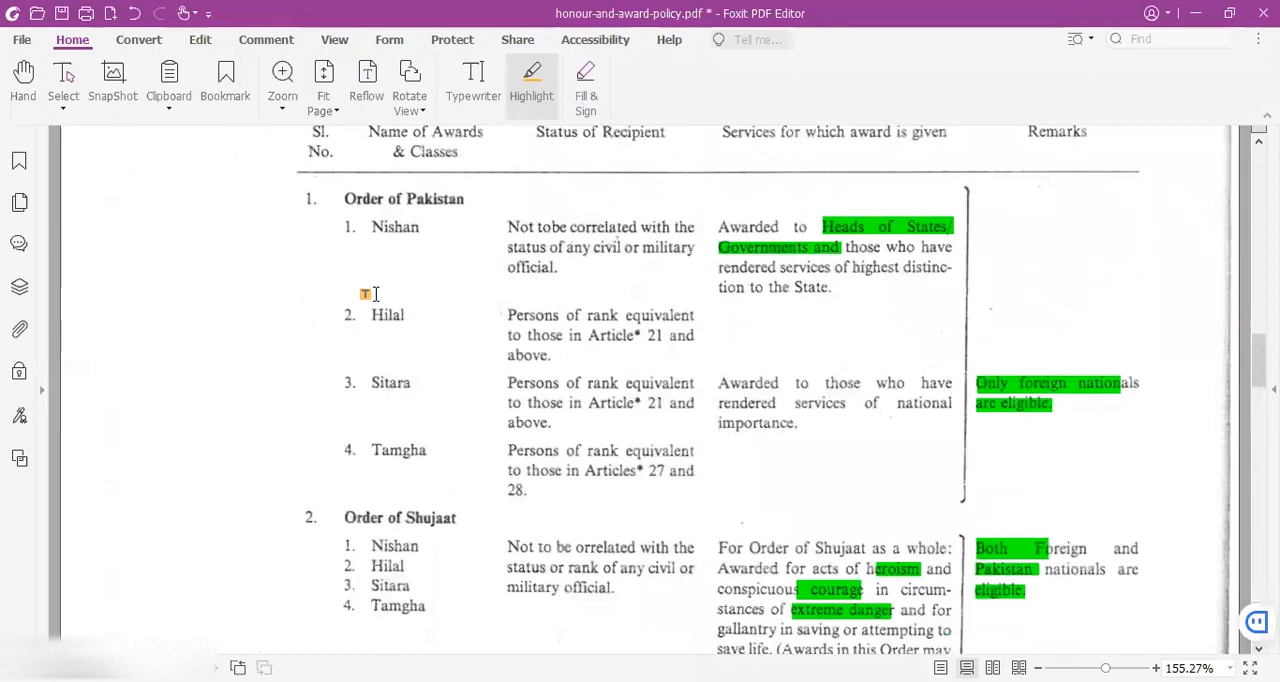 honour-and-award-policy.pdf * - Foxit PDF Editor
File Home Convert Edit Comment View Form Protect Share Accessibility Help Tell me... Find
Hand Select SnapShot Clipboard Bookmark Zoom Fit Page Reflow Rotate View Typewriter Highlight Fill & Sign
Sl. No. Name of Awards & Classes Status of Recipient Services for which award is given Remarks
1. Order of Pakistan
1. Nishan
Not tobe correlated with the
status of any civil or military
official.
Awarded to Heads of States/
Governments and those who have
rendered services of highest distinc-
tion to the State.
T
2. Hilal
Persons of rank equivalent
to those in Article* 21 and
above.
3. Sitara
Persons of rank equivalent
to those in Article* 21 and
above.
Awarded to those who have
rendered services of national
importance.
Only foreign nationals
are eligible.
4. Tamgha
Persons of rank equivalent
to those in Articles* 27 and
28.
2. Order of Shujaat
1. Nishan
2. Hilal
3. Sitara
4. Tamgha
Not to be orrelated with the
status or rank of any civil or
military official.
For Order of Shujaat as a whole:
Awarded for acts of heroism and
conspicuous courage in circum-
stances of extreme danger and for
gallantry in saving or attempting to
save life. (Awards in this Order may
Both Foreign and
Pakistan nationals are
eligible.
155.27%